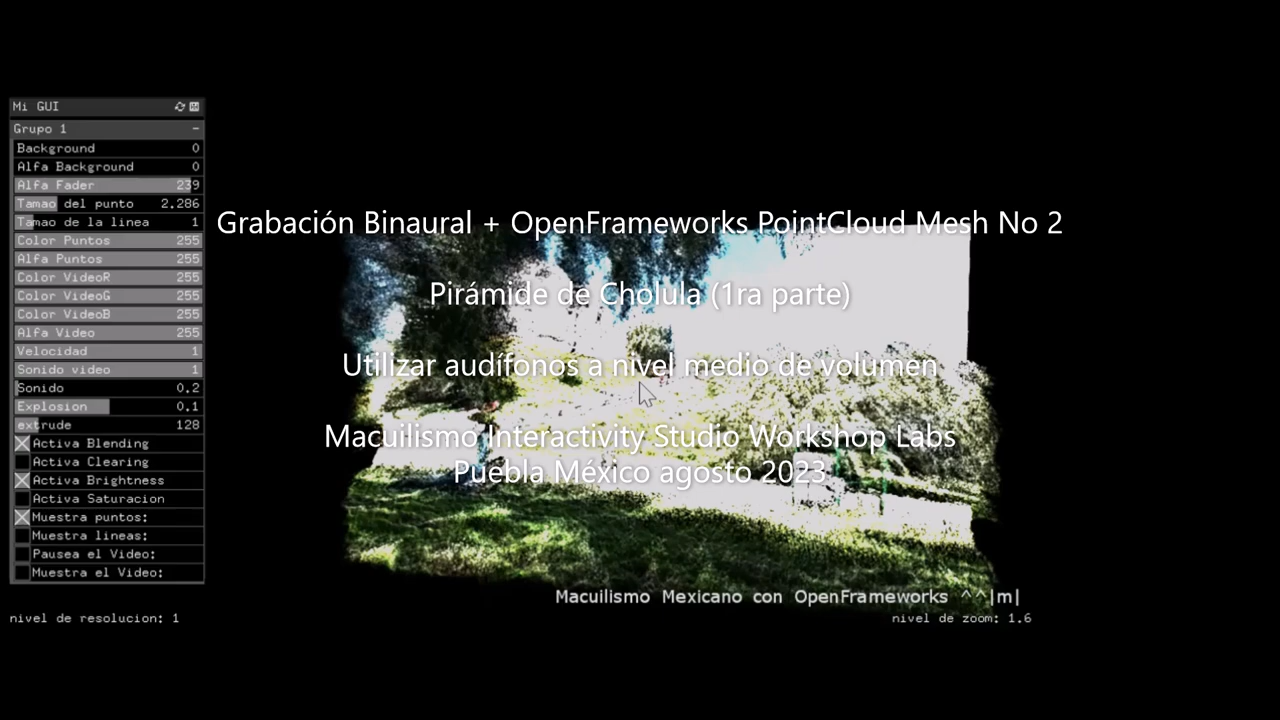 Mi GUI
Grupo 1 -
Background 0
Alfa Background 0
Alfa Fader 239
Tamao del punto 2.286
Tamao de la linea 1
Color Puntos 255
Alfa Puntos 255
Color VideoR 255
Color VideoG 255
Color VideoB 255
Alfa Video 255
Velocidad 1
Sonido video 1
Sonido 0.2
Explosion 0.1
extrude 128
Activa Blending
Activa Clearing
Activa Brightness
Activa Saturacion
Muestra puntos:
Muestra lineas:
Pausea el Video:
Muestra el Video:
nivel de resolucion: 1
Grabación Binaural + OpenFrameworks PointCloud Mesh No 2
Pirámide de Cholula (1ra parte)
Utilizar audífonos a nivel medio de volumen
Macuilismo Interactivity Studio Workshop Labs
Puebla México agosto 2023
Macuilismo Mexicano con OpenFrameworks ^^|m|
nivel de zoom: 1.6